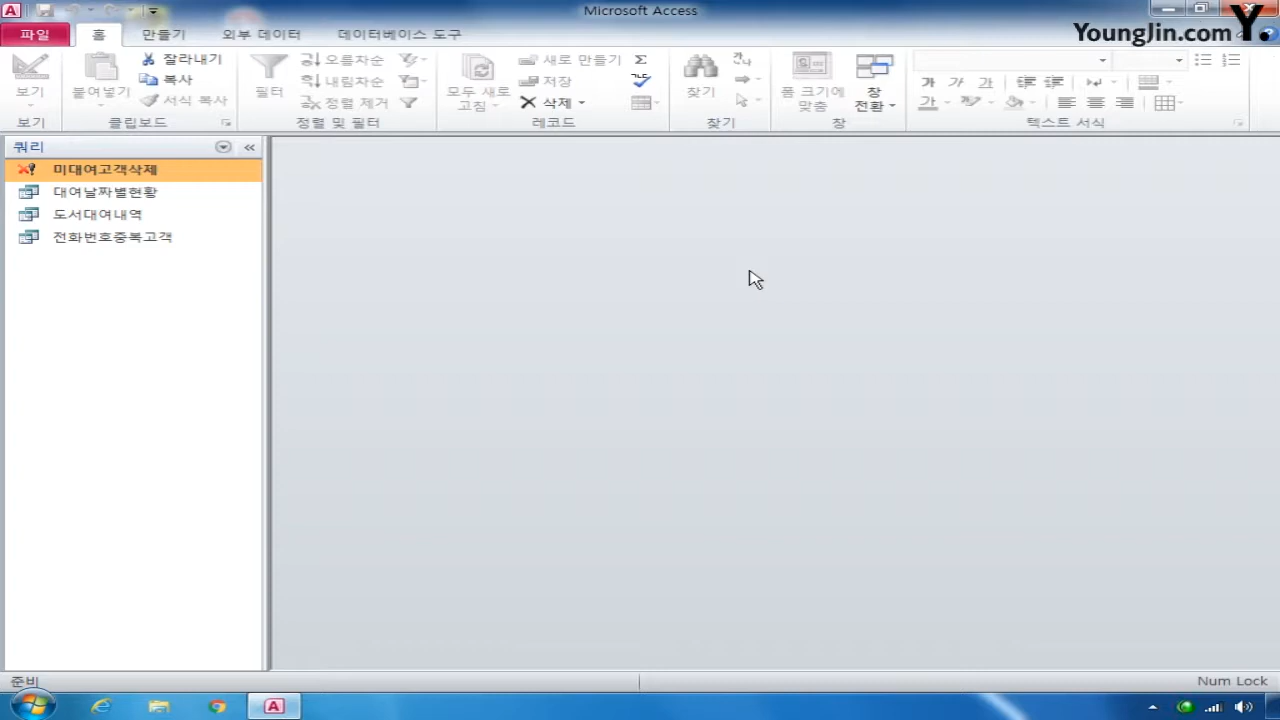 Microsoft Access
YoungJin.com Y.
파일 홈 만들기 외부 데이터 데이터베이스 도구
보기
붙여넣기
잘라내기
복사
서식 복사
필터
오름차순
내림차순
정렬 제거
모두 새로
고침
새로 만들기
저장
삭제
찾기
폼 크기에
맞춤
창
전환
가 가 가
가
보기 클립보드 정렬 및 필터 레코드 찾기 창 텍스트 서식
쿼리
미대여고객삭제
대여날짜별현황
도서대여내역
전화번호중복고객
준비 Num Lock